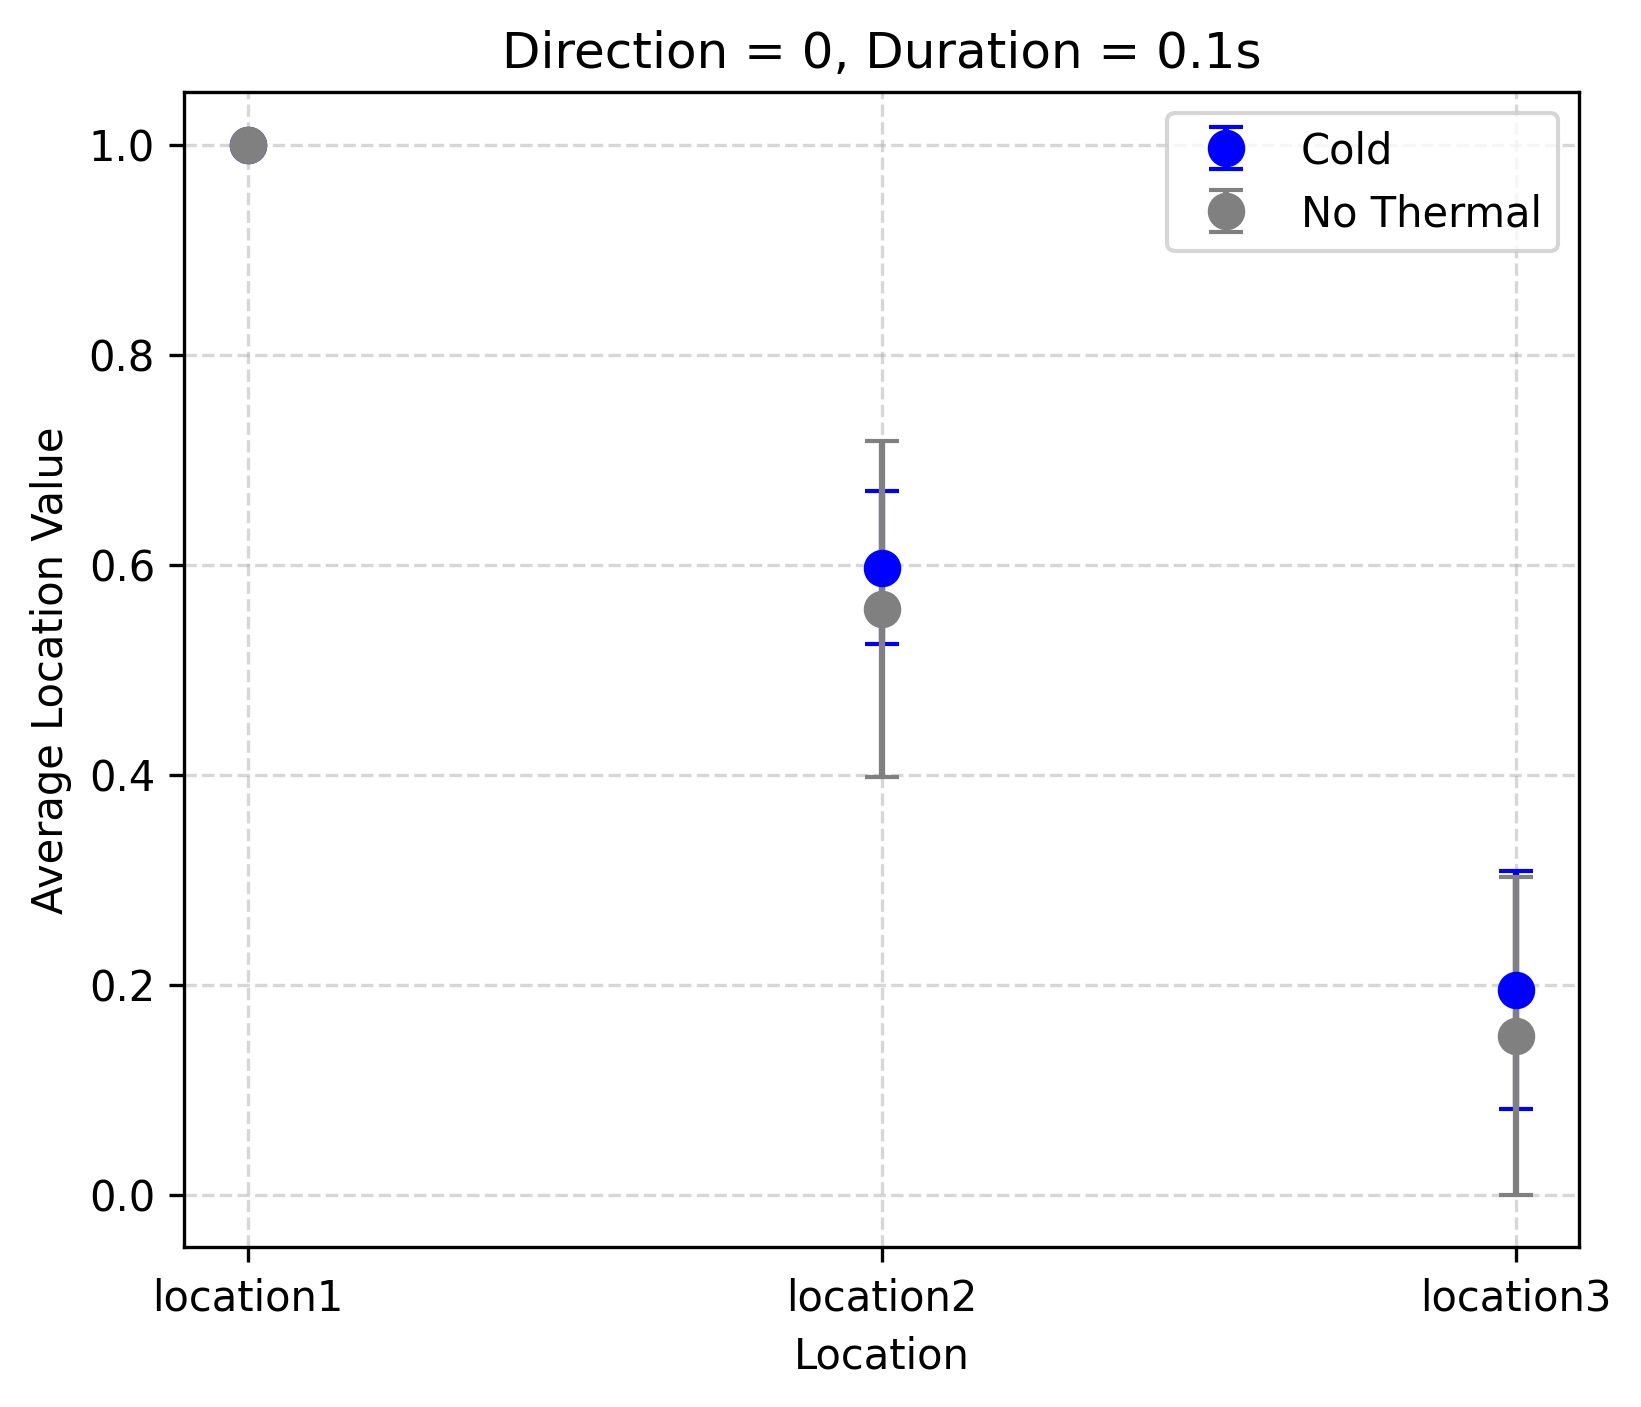 Direction = 0, Duration = 0.1s
Cold
No Thermal
1.0
0.8
0.6
0.4
0.2
0.0
Average Location Value
location1
location2
location3
Location